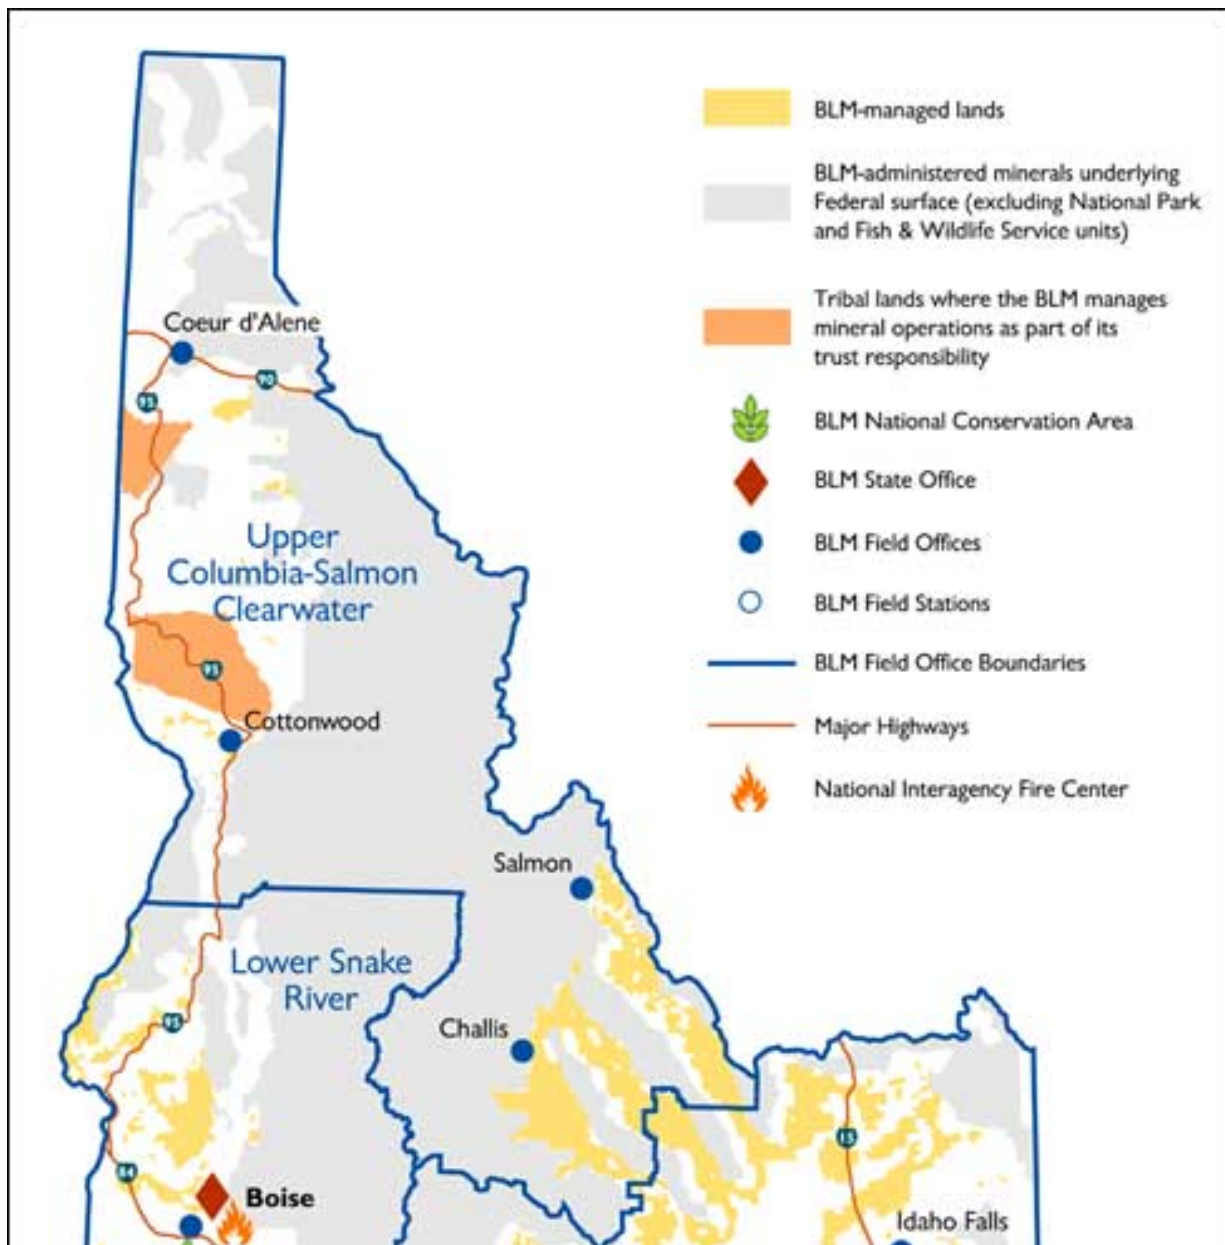 BLM-managed lands
BLM-administered minerals underlying
Federal surface (excluding National Park
and Fish & Wildlife Service units)
Tribal lands where the BLM manages
mineral operations as part of its
trust responsibility
BLM National Conservation Area
BLM State Office
BLM Field Offices
BLM Field Stations
BLM Field Office Boundaries
Major Highways
National Interagency Fire Center
Coeur d'Alene
90
95
Upper
Columbia-Salmon
Clearwater
95
Cottonwood
Salmon
Lower Snake
River
95
Challis
15
84
Boise
Idaho Falls